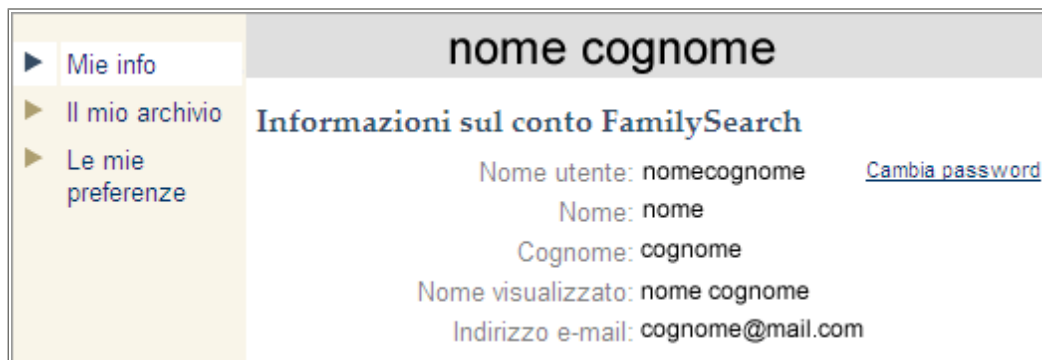 nome cognome
Mie info
Il mio archivio
Le mie
preferenze
Informazioni sul conto FamilySearch
Nome utente: nomecognome Cambia password
Nome: nome
Cognome: cognome
Nome visualizzato: nome cognome
Indirizzo e-mail: cognome@mail.com